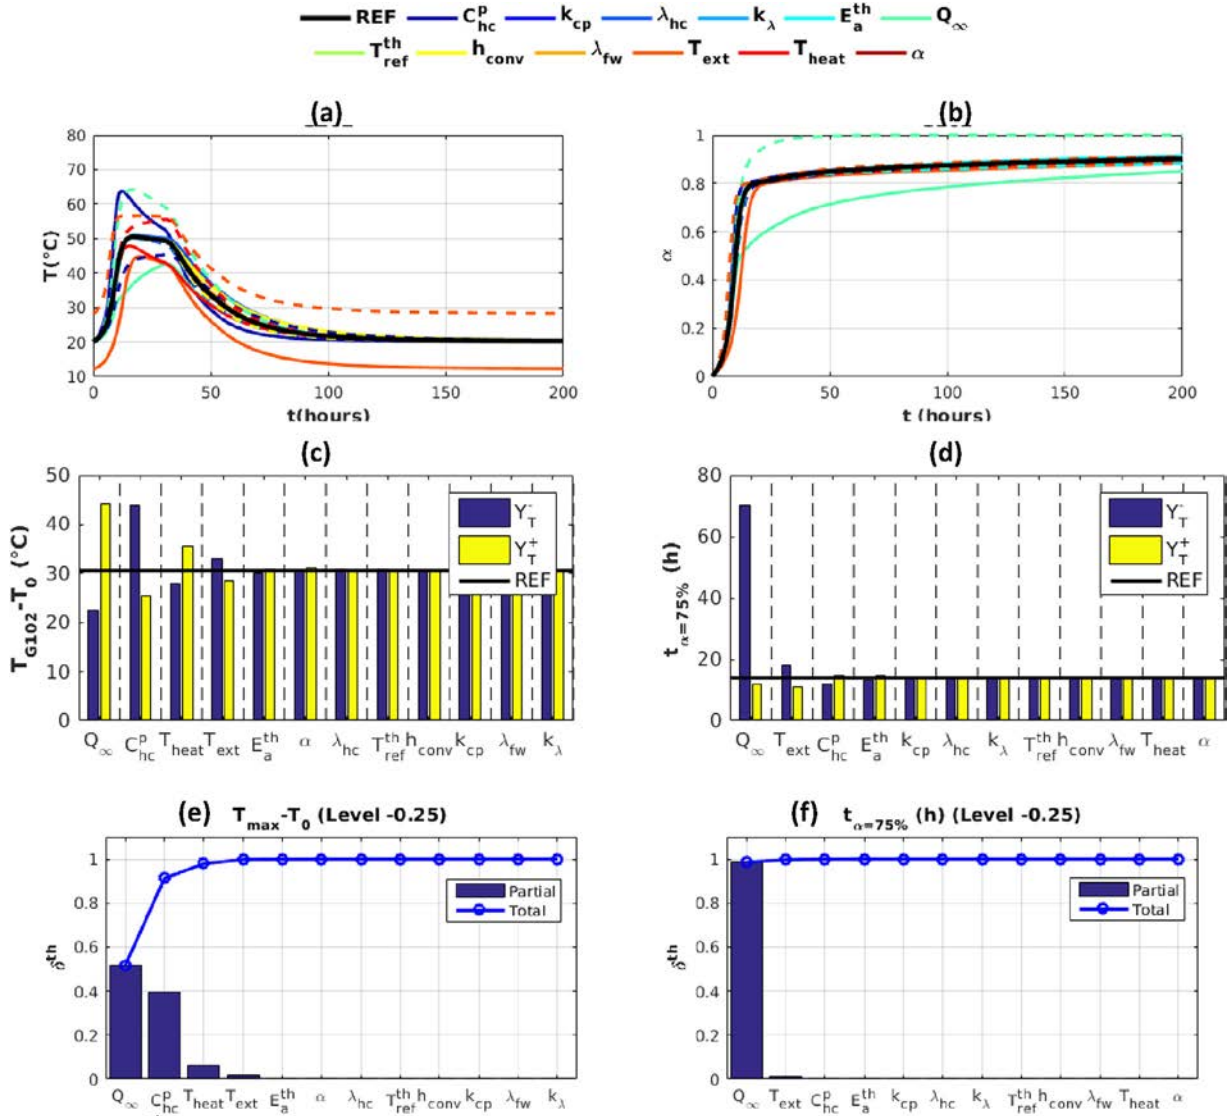 REF C^p_hc k_cp λ_hc k_λ E^th_a Q_∞
T^th_ref h_conv λ_fw T_ext T_heat α
(a) (b)
80 70 60 50 40 30 20 10
T(°C)
0 50 100 150 200
t(hours)
1 0.8 0.6 0.4 0.2 0
α
0 50 100 150 200
t (hours)
(c) (d)
50 40 30 20 10 0
T_G102-T_0 (°C)
Y^-_T
Y^+_T
REF
Q_∞ C^p_hc T_heat T_ext E^th_a α λ_hc T^th_ref h_conv k_cp λ_fw k_λ
80 60 40 20 0
t_α=75% (h)
Y^-_T
Y^+_T
REF
Q_∞ T_ext C^p_hc E^th_a k_cp λ_hc k_λ T^th_ref h_conv λ_fw T_heat α
(e) T_max-T_0 (Level -0.25)
1 0.8 0.6 0.4 0.2 0
δ^th
Partial
Total
Q_∞ C^p_hc T_heat T_ext E^th_a α λ_hc T^th_ref h_conv k_cp λ_fw k_λ
(f) t_α=75% (h) (Level -0.25)
1 0.8 0.6 0.4 0.2 0
δ^th
Partial
Total
Q_∞ T_ext C^p_hc E^th_a k_cp λ_hc k_λ T^th_ref h_conv λ_fw T_heat α